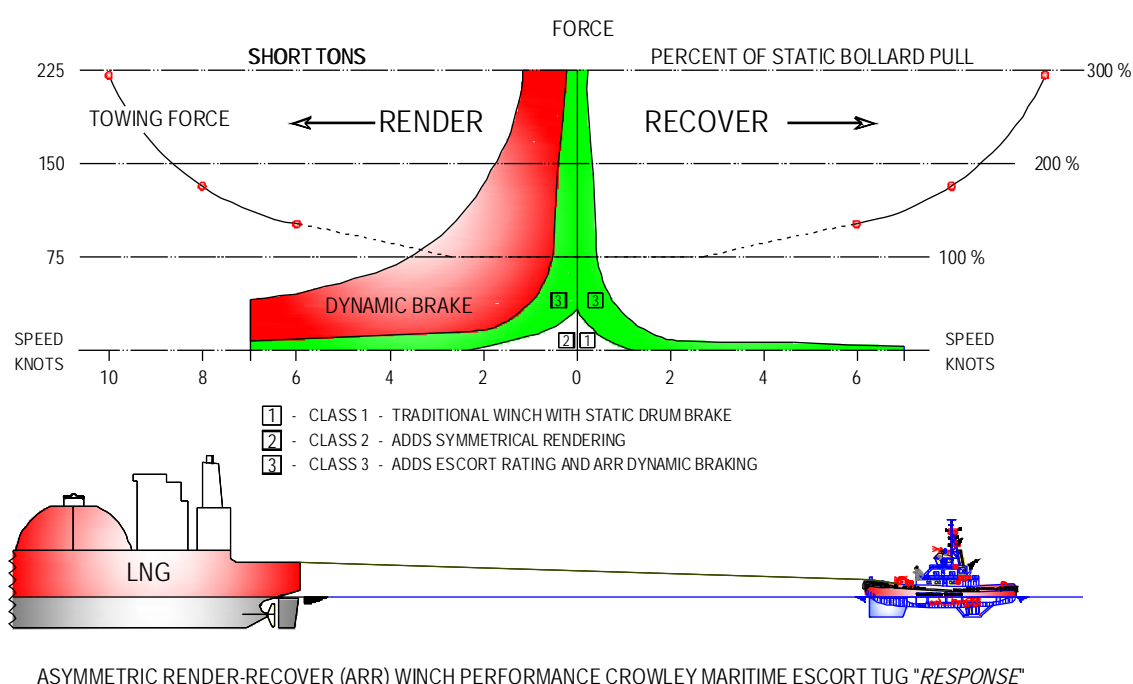 FORCE
SHORT TONS PERCENT OF STATIC BOLLARD PULL
225 300 %
TOWING FORCE RENDER RECOVER
150 200 %
75 100 %
3 3
DYNAMIC BRAKE
SPEED 2 1 SPEED
KNOTS KNOTS
10 8 6 4 2 0 2 4 6
1 - CLASS 1 - TRADITIONAL WINCH WITH STATIC DRUM BRAKE
2 - CLASS 2 - ADDS SYMMETRICAL RENDERING
3 - CLASS 3 - ADDS ESCORT RATING AND ARR DYNAMIC BRAKING
LNG
ASYMMETRIC RENDER-RECOVER (ARR) WINCH PERFORMANCE CROWLEY MARITIME ESCORT TUG "RESPONSE"